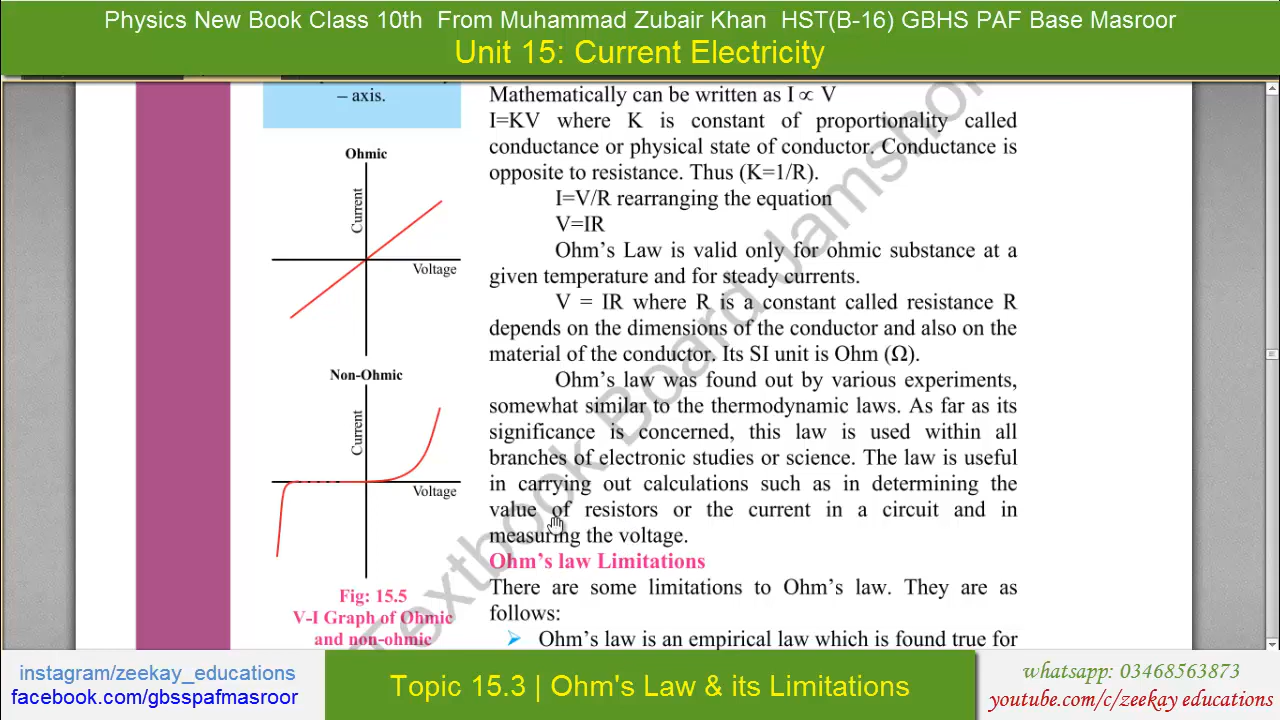 Physics New Book Class 10th From Muhammad Zubair Khan HST(B-16) GBHS PAF Base Masroor
Unit 15: Current Electricity
– axis.
Ohmic
Current
Voltage
Non-Ohmic
Current
Voltage
Fig: 15.5
V-I Graph of Ohmic
and non-ohmic
Mathematically can be written as I ∝ V
I=KV where K is constant of proportionality called
conductance or physical state of conductor. Conductance is
opposite to resistance. Thus (K=1/R).
I=V/R rearranging the equation
V=IR
Ohm's Law is valid only for ohmic substance at a
given temperature and for steady currents.
V = IR where R is a constant called resistance R
depends on the dimensions of the conductor and also on the
material of the conductor. Its SI unit is Ohm (Ω).
Ohm's law was found out by various experiments,
somewhat similar to the thermodynamic laws. As far as its
significance is concerned, this law is used within all
branches of electronic studies or science. The law is useful
in carrying out calculations such as in determining the
value of resistors or the current in a circuit and in
measuring the voltage.
Ohm's law Limitations
There are some limitations to Ohm's law. They are as
follows:
Ohm's law is an empirical law which is found true for
Textbook Board Jamshor
instagram/zeekay_educations
facebook.com/gbsspafmasroor
Topic 15.3 | Ohm's Law & its Limitations
whatsapp: 03468563873
youtube.com/c/zeekay educations